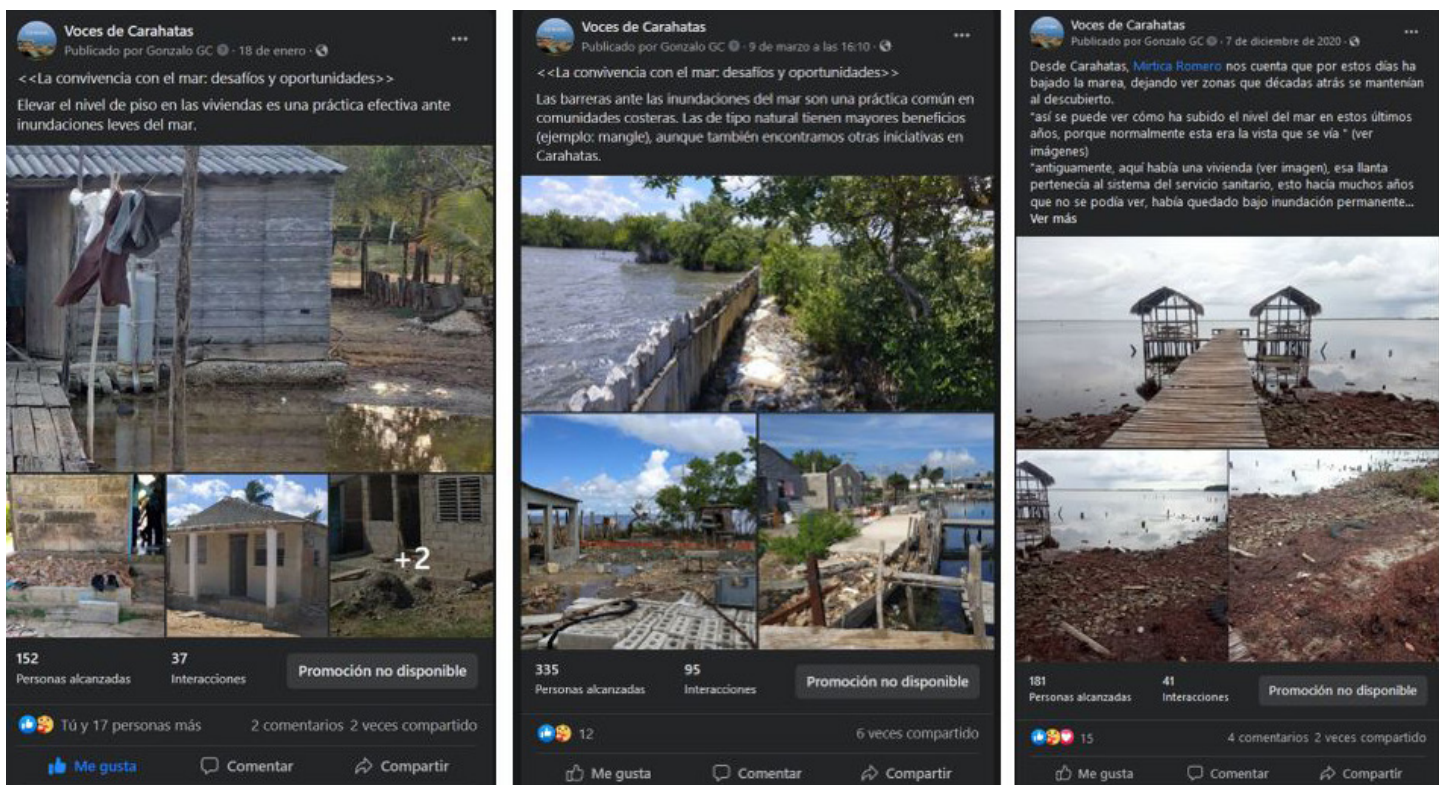 Voces de Carahatas
Publicado por Gonzalo GC · 18 de enero ·
<<La convivencia con el mar: desafíos y oportunidades>>
Elevar el nivel de piso en las viviendas es una práctica efectiva ante
inundaciones leves del mar.
+2
152
Personas alcanzadas
37
Interacciones
Promoción no disponible
Tú y 17 personas más
2 comentarios 2 veces compartido
Me gusta
Comentar
Compartir
Voces de Carahatas
Publicado por Gonzalo GC · 9 de marzo a las 16:10 ·
<<La convivencia con el mar: desafíos y oportunidades>>
Las barreras ante las inundaciones del mar son una práctica común en
comunidades costeras. Las de tipo natural tienen mayores beneficios
(ejemplo: mangle), aunque también encontramos otras iniciativas en
Carahatas.
335
Personas alcanzadas
95
Interacciones
Promoción no disponible
12
6 veces compartido
Me gusta
Comentar
Compartir
Voces de Carahatas
Publicado por Gonzalo GC · 7 de diciembre de 2020 ·
Desde Carahatas, Mirtica Romero nos cuenta que por estos días ha
bajado la marea, dejando ver zonas que décadas atrás se mantenían
al descubierto.
"así se puede ver cómo ha subido el nivel del mar en estos últimos
años, porque normalmente esta era la vista que se vía " (ver
imágenes)
"antiguamente, aquí había una vivienda (ver imagen), esa llanta
pertenecía al sistema del servicio sanitario, esto hacía muchos años
que no se podía ver, había quedado bajo inundación permanente...
Ver más
181
Personas alcanzadas
41
Interacciones
Promoción no disponible
15
4 comentarios 2 veces compartido
Me gusta
Comentar
Compartir